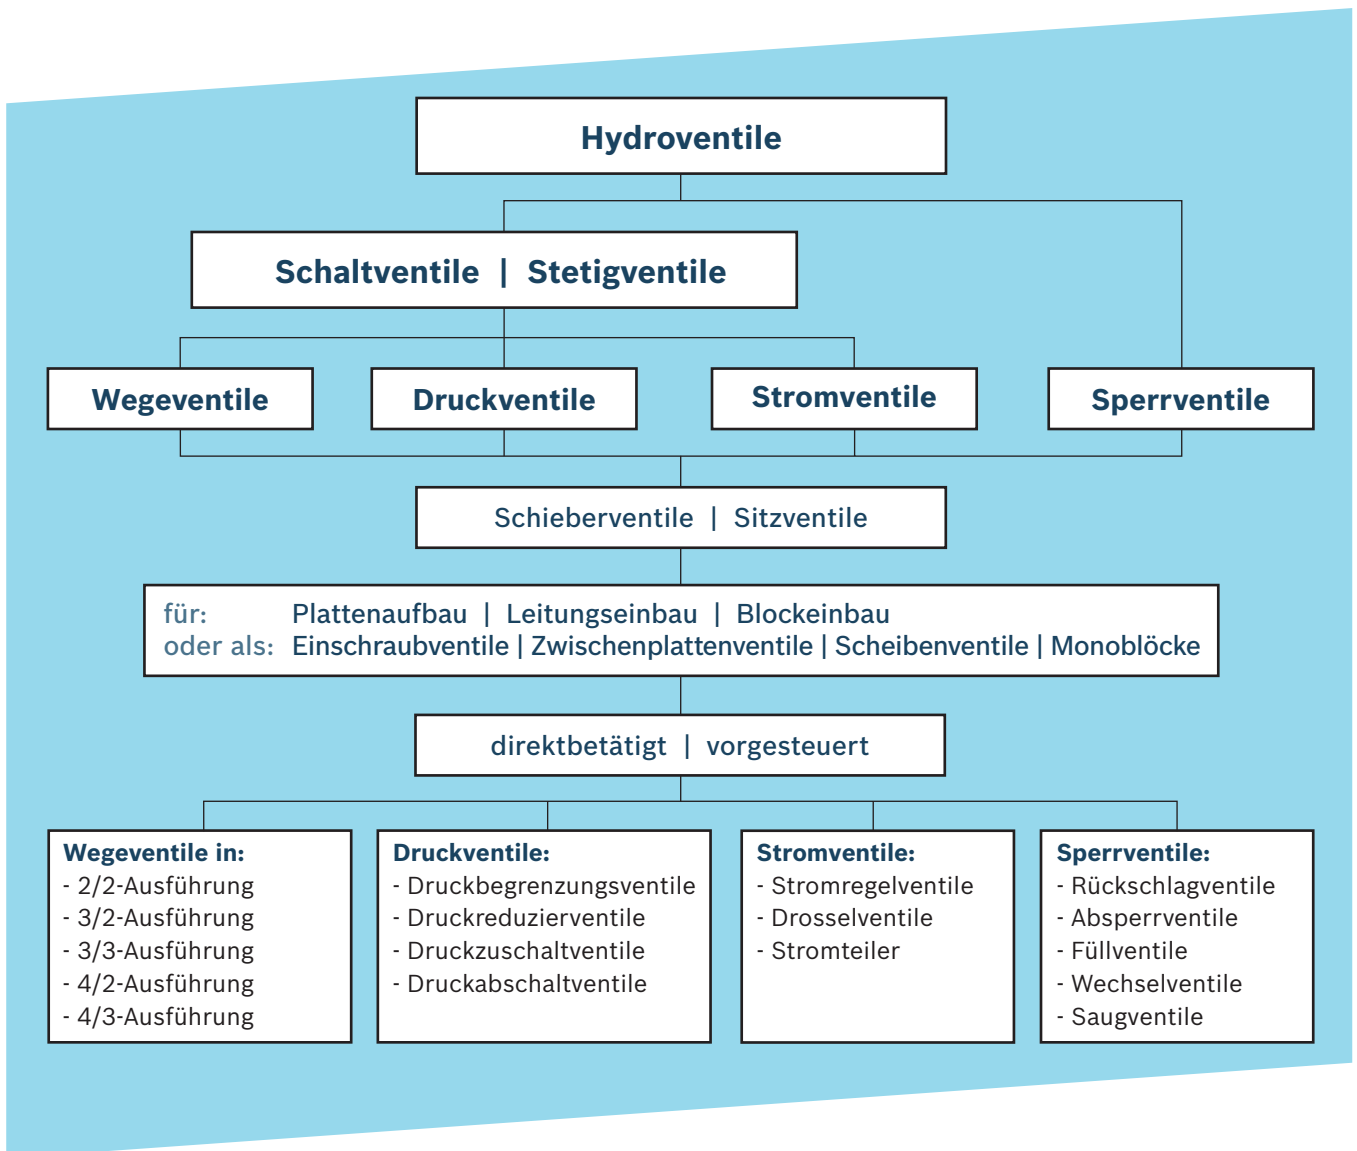 Hydroventile
Schaltventile | Stetigventile
Wegeventile
Druckventile
Stromventile
Sperrventile
Schieberventile | Sitzventile
für: Plattenaufbau | Leitungseinbau | Blockeinbau
oder als: Einschraubventile | Zwischenplattenventile | Scheibenventile | Monoblöcke
direktbetätigt | vorgesteuert
Wegeventile in:
- 2/2-Ausführung
- 3/2-Ausführung
- 3/3-Ausführung
- 4/2-Ausführung
- 4/3-Ausführung
Druckventile:
- Druckbegrenzungsventile
- Druckreduzierventile
- Druckzuschaltventile
- Druckabschaltventile
Stromventile:
- Stromregelventile
- Drosselventile
- Stromteiler
Sperrventile:
- Rückschlagventile
- Absperrventile
- Füllventile
- Wechselventile
- Saugventile